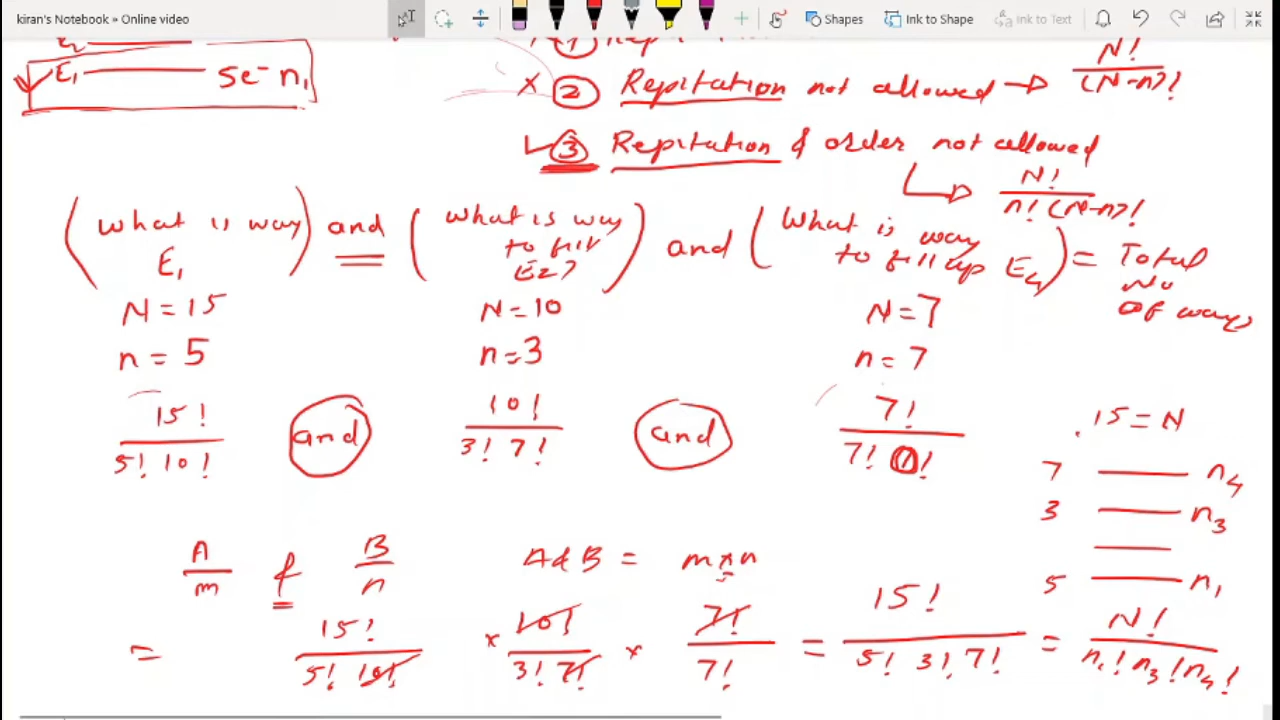 kiran's Notebook » Online video
Shapes
Ink to Shape
Ink to Text
E₁ — 5e⁻ n₁
N!
x ② Repitation not allowed → (N-n)!
✓ ③ Repitation & order not allowed
N!
n! (N-n)!
(What is way E₁) and (What is way to fill E₂?) and (What is way to fill up E₄) = Total No of ways
N = 15
n = 5
N = 10
n = 3
N = 7
n = 7
15!
5! 10!
and
10!
3! 7!
and
7!
7! 0!
15 = N
7 — n₄
3 — n₃
—
5 — n₁
A
m
&
B
n
A & B = m × n
= 15!
5! 10!
× 10!
3! 7!
× 7!
7!
= 15!
5! 3! 7!
= N!
n₁! n₃! n₄!